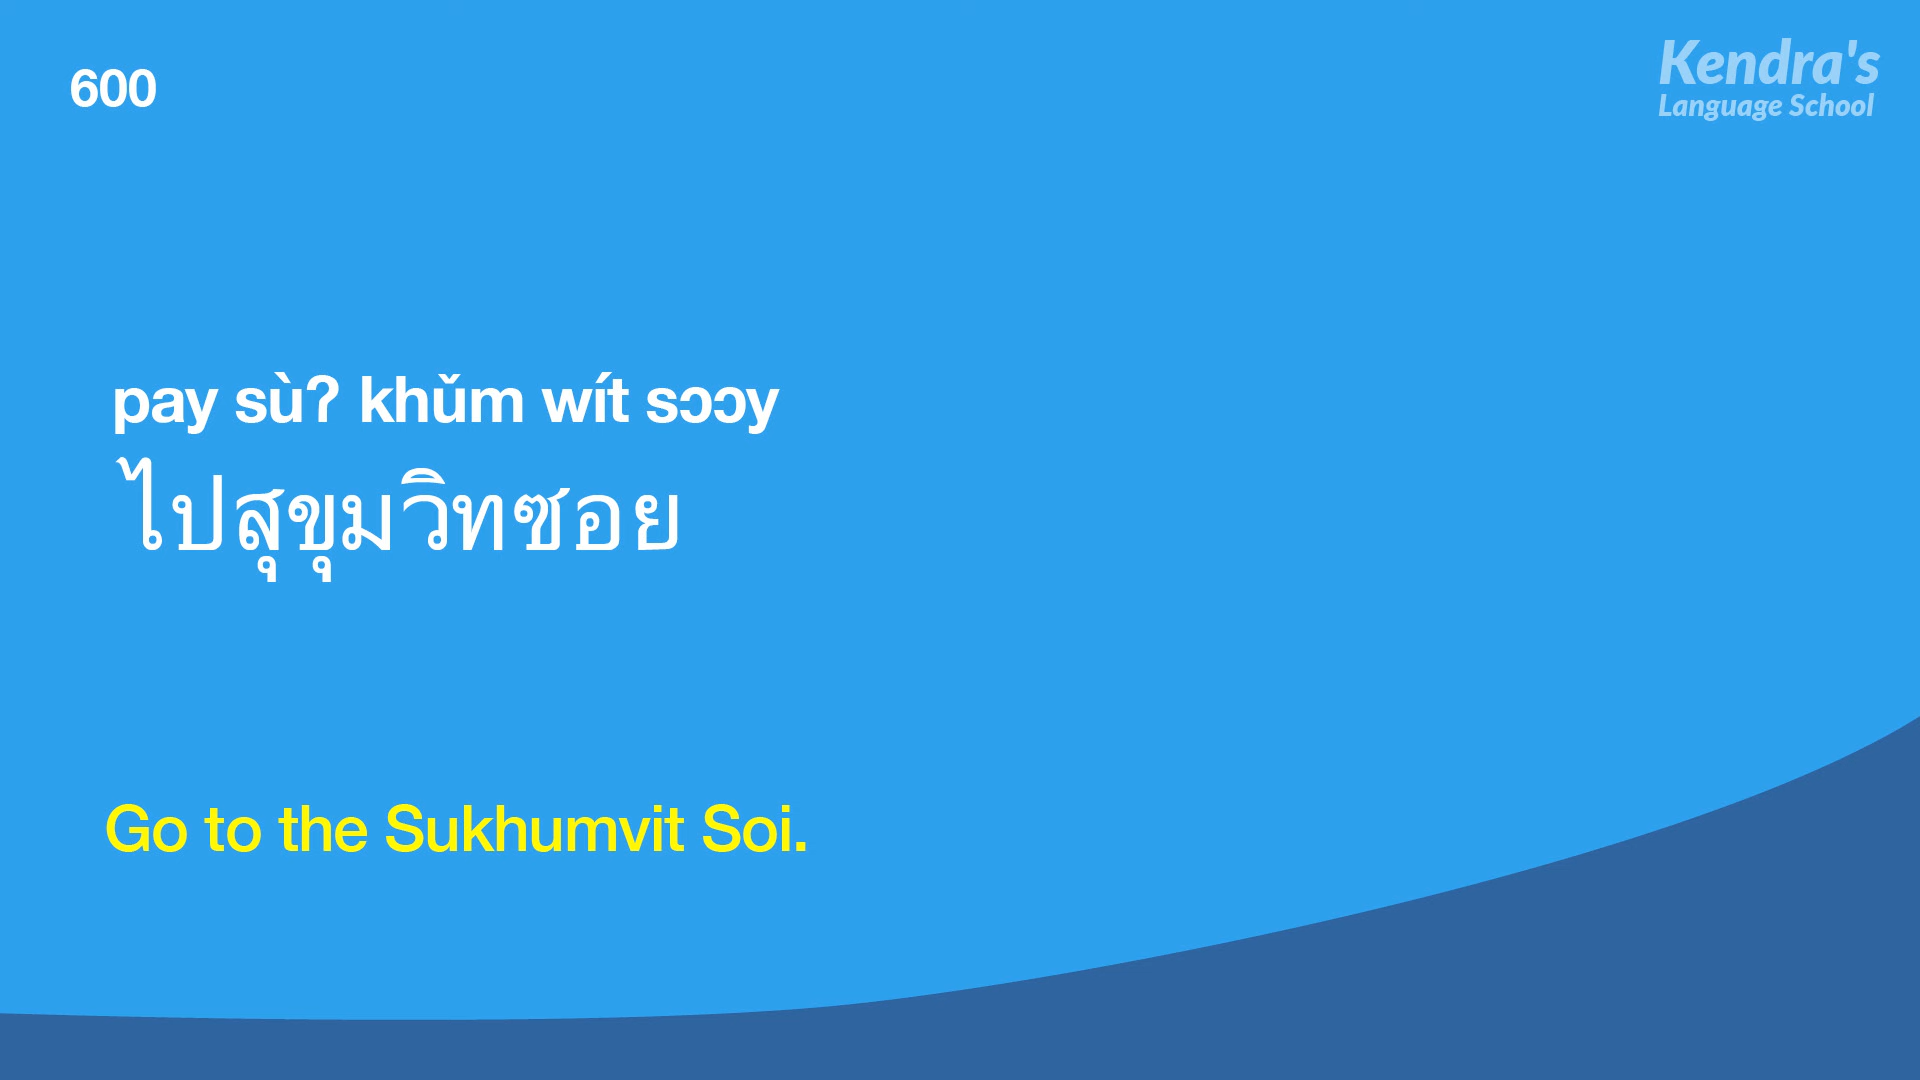 600
Kendra's
Language School
pay sùʔ khǔm wít sɔɔy
ไปสุขุมวิทซอย
Go to the Sukhumvit Soi.